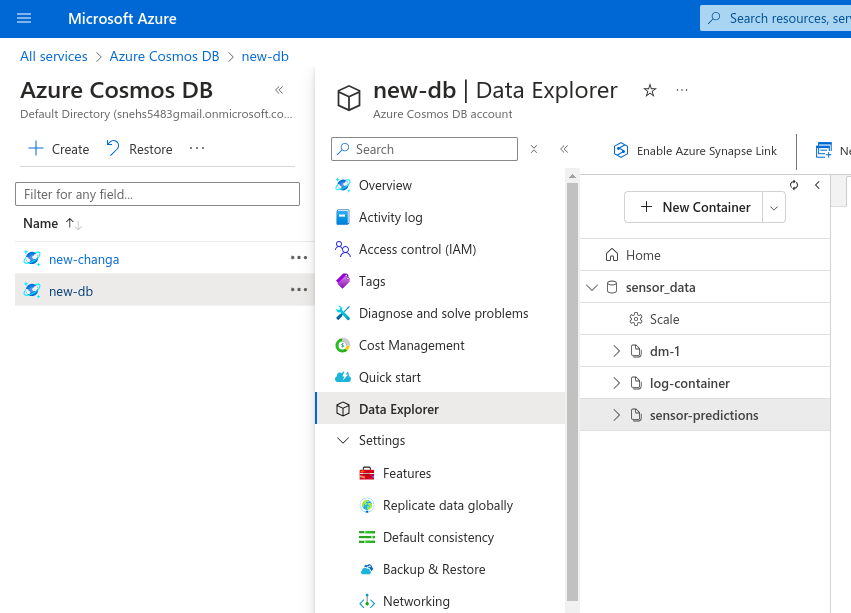 Microsoft Azure
Search resources, ser
All services > Azure Cosmos DB > new-db
Azure Cosmos DB
Default Directory (snehs5483gmail.onmicrosoft.co...
Create Restore ...
Filter for any field...
Name
new-changa
new-db
new-db | Data Explorer
Azure Cosmos DB account
Search
Overview
Activity log
Access control (IAM)
Tags
Diagnose and solve problems
Cost Management
Quick start
Data Explorer
Settings
Features
Replicate data globally
Default consistency
Backup & Restore
Networking
Enable Azure Synapse Link
Ne
New Container
Home
sensor_data
Scale
dm-1
log-container
sensor-predictions